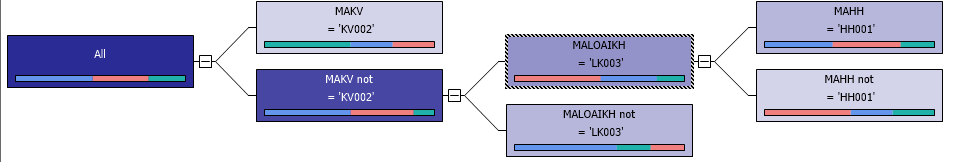 All
MAKV
= 'KV002'
MAKV not
= 'KV002'
MALOAIKH
= 'LK003'
MALOAIKH not
= 'LK003'
MAHH
= 'HH001'
MAHH not
= 'HH001'